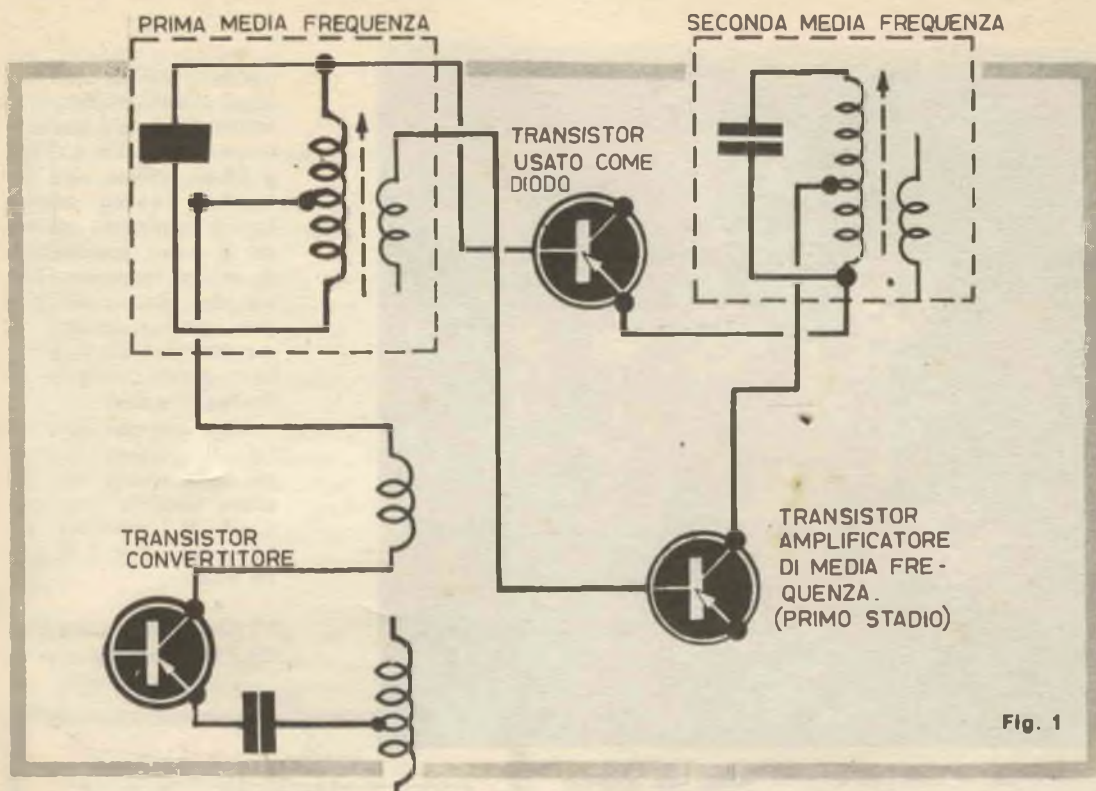 PRIMA MEDIA FREQUENZA
SECONDA MEDIA FREQUENZA
TRANSISTOR
USATO COME
DIODO
TRANSISTOR
CONVERTITORE
TRANSISTOR
AMPLIFICATORE
DI MEDIA FRE-
QUENZA.
(PRIMO STADIO)
Fig. 1